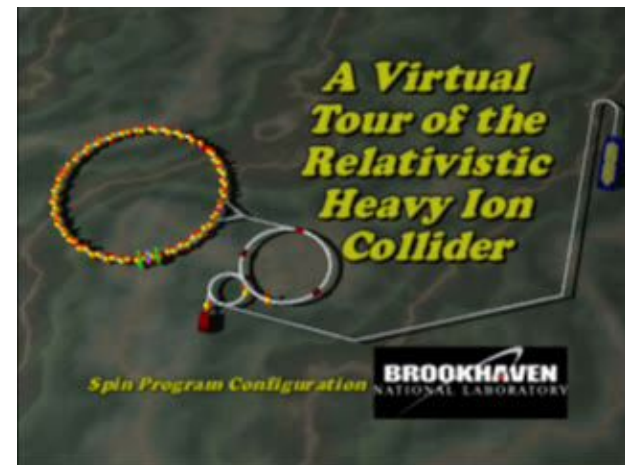 A Virtual
Tour of the
Relativistic
Heavy Ion
Collider
Spin Program Configuration
BROOKHAVEN
NATIONAL LABORATORY